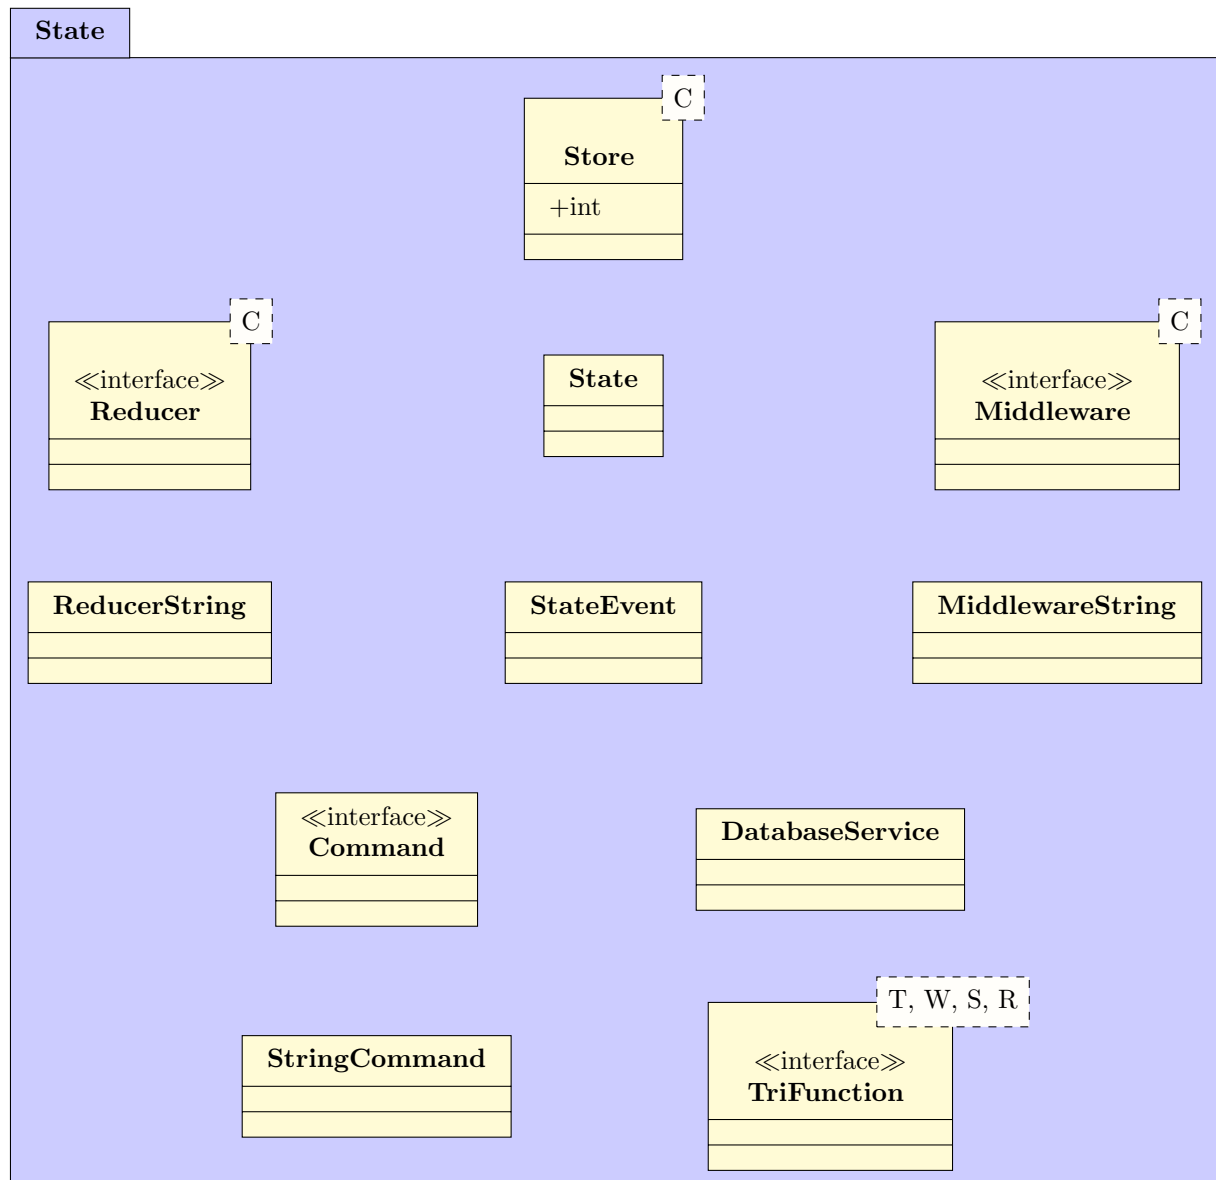 State
C
Store
+int
C
≪interface≫
Reducer
State
C
≪interface≫
Middleware
ReducerString
StateEvent
MiddlewareString
≪interface≫
Command
DatabaseService
StringCommand
T, W, S, R
≪interface≫
TriFunction